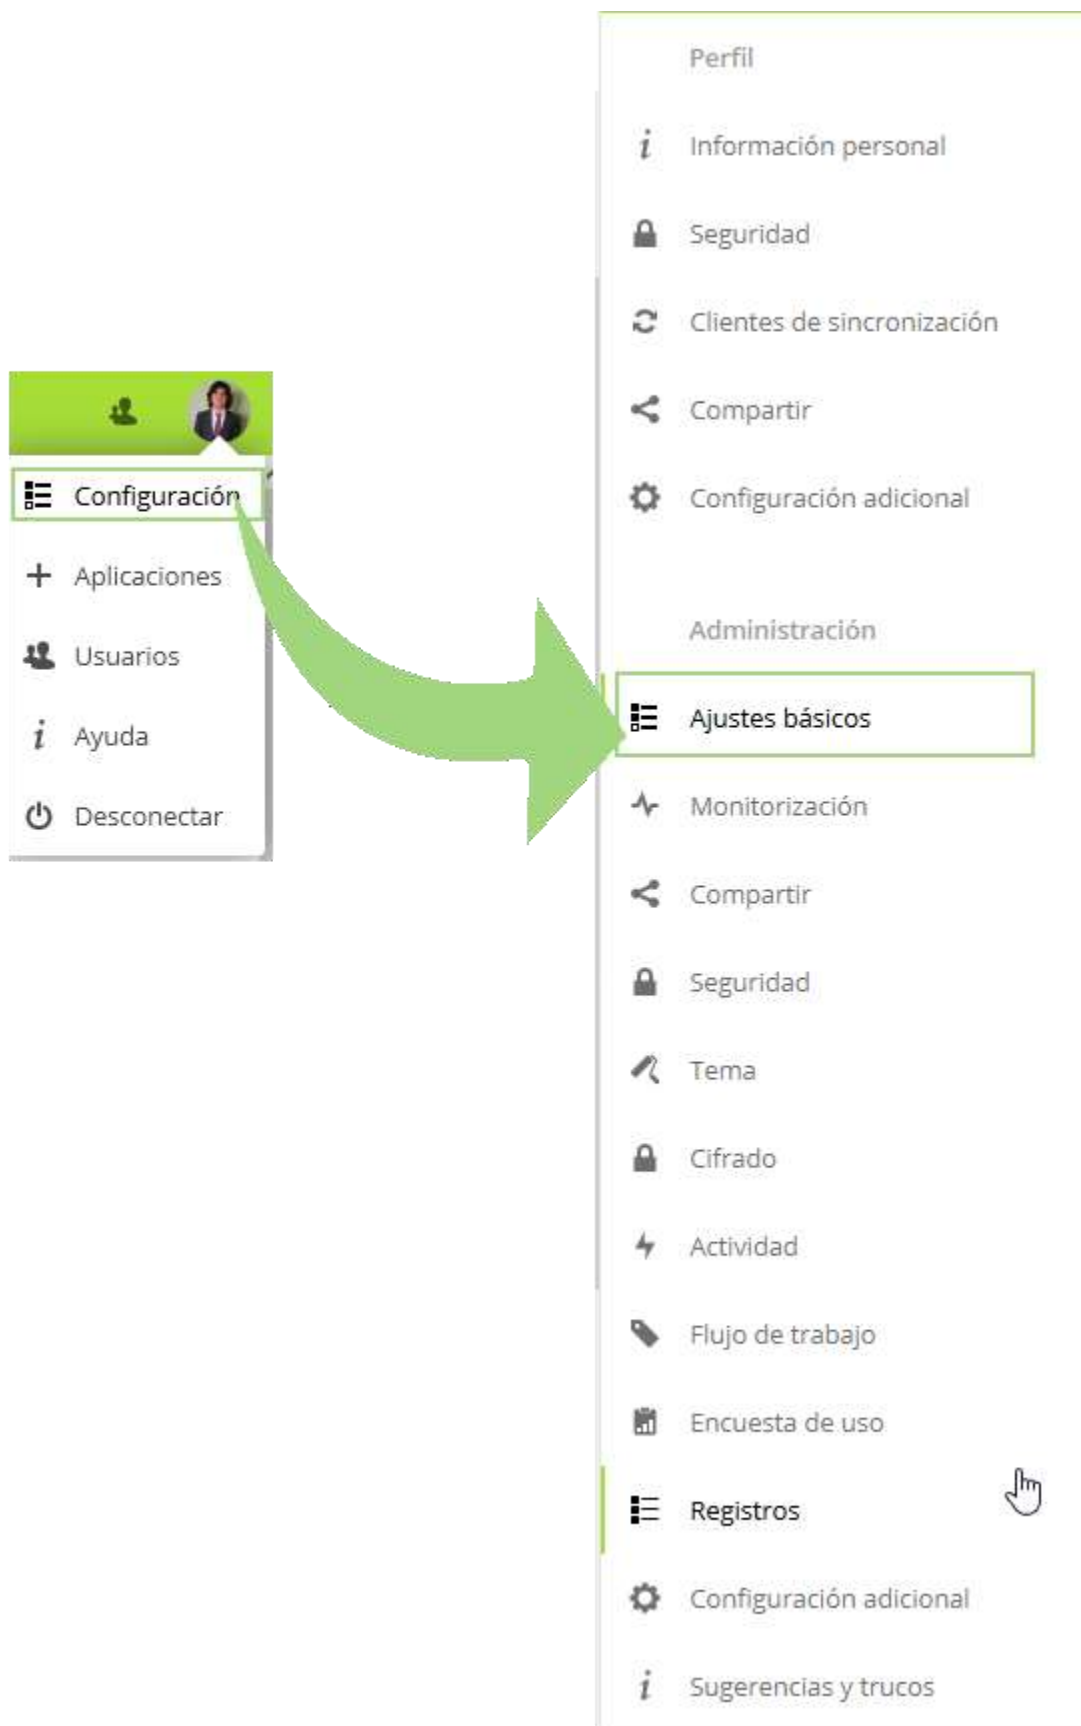 Configuración
Aplicaciones
Usuarios
Ayuda
Desconectar
Perfil
Información personal
Seguridad
Clientes de sincronización
Compartir
Configuración adicional
Administración
Ajustes básicos
Monitorización
Compartir
Seguridad
Tema
Cifrado
Actividad
Flujo de trabajo
Encuesta de uso
Registros
Configuración adicional
Sugerencias y trucos